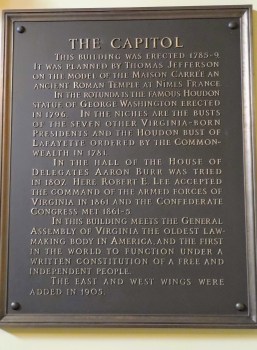 THE CAPITOL
THIS BUILDING WAS ERECTED 1785-9.
IT WAS PLANNED BY THOMAS JEFFERSON
ON THE MODEL OF THE MAISON CARRÉE AN
ANCIENT ROMAN TEMPLE AT NIMES FRANCE
IN THE ROTUNDA IS THE FAMOUS HOUDON
STATUE OF GEORGE WASHINGTON ERECTED
IN 1796. IN THE NICHES ARE THE BUSTS
OF THE SEVEN OTHER VIRGINIA-BORN
PRESIDENTS AND THE HOUDON BUST OF
LAFAYETTE ORDERED BY THE COMMON-
WEALTH IN 1781.
IN THE HALL OF THE HOUSE OF
DELEGATES AARON BURR WAS TRIED
IN 1807. HERE ROBERT E. LEE ACCEPTED
THE COMMAND OF THE ARMED FORCES OF
VIRGINIA IN 1861 AND THE CONFEDERATE
CONGRESS MET 1861-5
IN THIS BUILDING MEETS THE GENERAL
ASSEMBLY OF VIRGINIA THE OLDEST LAW-
MAKING BODY IN AMERICA, AND THE FIRST
IN THE WORLD TO FUNCTION UNDER A
WRITTEN CONSTITUTION OF A FREE AND
INDEPENDENT PEOPLE.
THE EAST AND WEST WINGS WERE
ADDED IN 1905.